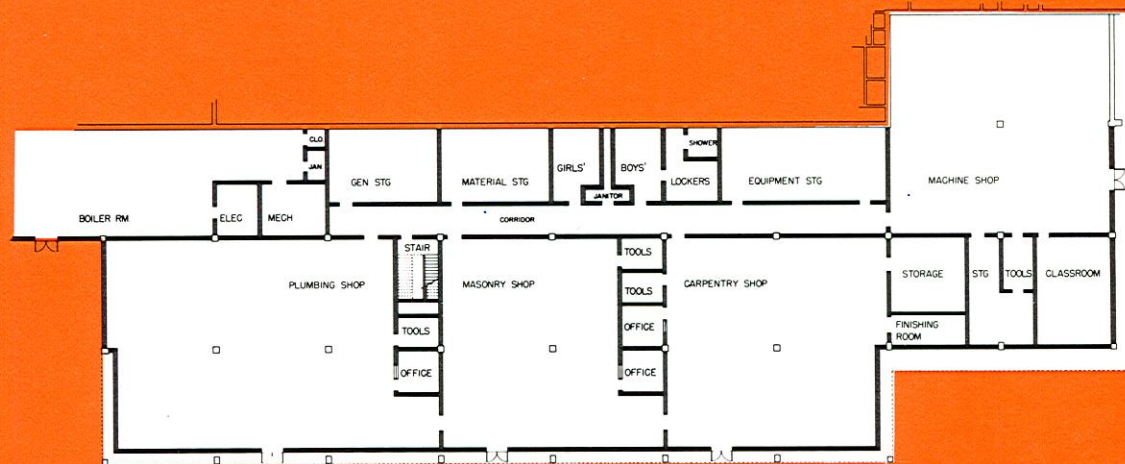 CLO
JAN
GEN STG
MATERIAL STG
GIRLS'
BOYS'
SHOWER
LOCKERS
EQUIPMENT STG
MACHINE SHOP
JANITOR
BOILER RM
ELEC
MECH
CORRIDOR
STAIR
PLUMBING SHOP
TOOLS
OFFICE
MASONRY SHOP
TOOLS
TOOLS
OFFICE
OFFICE
CARPENTRY SHOP
STORAGE
STG
TOOLS
CLASSROOM
FINISHING
ROOM